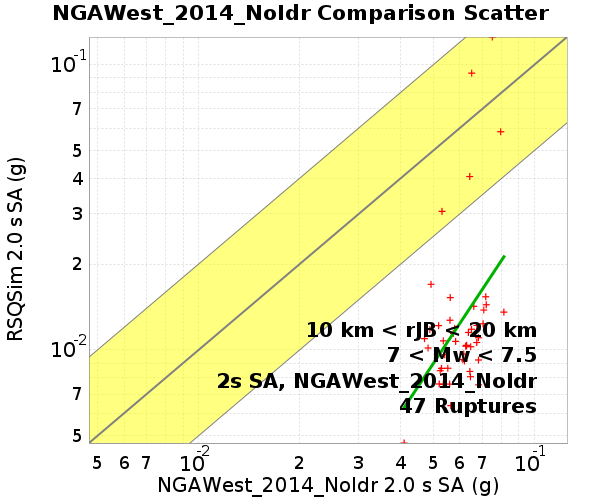 NGAWest_2014_NoIdr Comparison Scatter
RSQSim 2.0 s SA (g)
10^-1
7
5
4
3
2
10^-2
7
5
10 km < rJB < 20 km
7 < Mw < 7.5
2s SA, NGAWest_2014_NoIdr
47 Ruptures
5 6 7 10^-2 2 3 4 5 6 7 10^-1
NGAWest_2014_NoIdr 2.0 s SA (g)